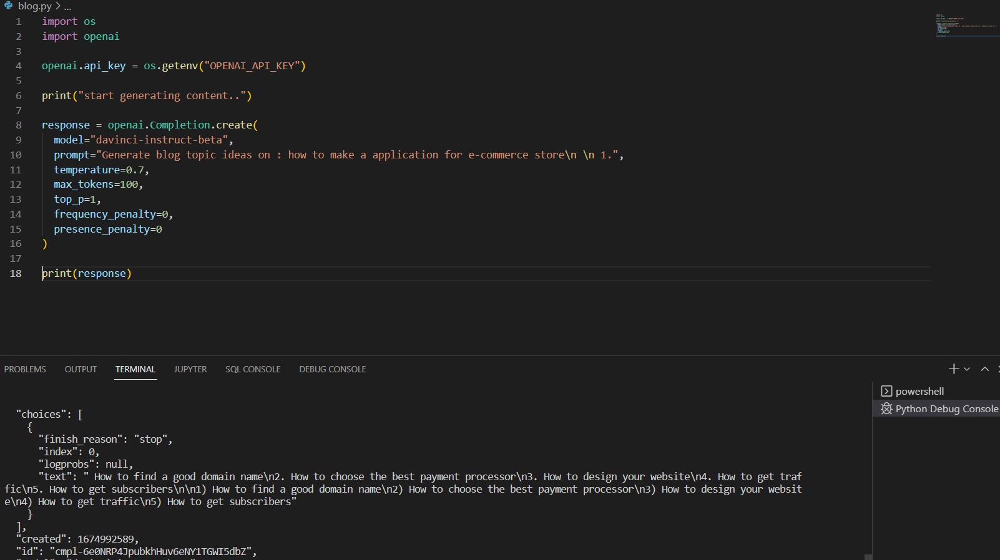 blog.py > ...
1 import os
2 import openai
3
4 openai.api_key = os.getenv("OPENAI_API_KEY")
5
6 print("start generating content..")
7
8 response = openai.Completion.create(
9   model="davinci-instruct-beta",
10   prompt="Generate blog topic ideas on : how to make a application for e-commerce store\n \n 1.",
11   temperature=0.7,
12   max_tokens=100,
13   top_p=1,
14   frequency_penalty=0,
15   presence_penalty=0
16 )
17
18 print(response)
PROBLEMS OUTPUT TERMINAL JUPYTER SQL CONSOLE DEBUG CONSOLE
powershell
Python Debug Console
"choices": [
{
"finish_reason": "stop",
"index": 0,
"logprobs": null,
"text": " How to find a good domain name\n2. How to choose the best payment processor\n3. How to design your website\n4. How to get traf
fic\n5. How to get subscribers\n\n1) How to find a good domain name\n2) How to choose the best payment processor\n3) How to design your websit
e\n4) How to get traffic\n5) How to get subscribers"
}
],
"created": 1674992589,
"id": "cmpl-6e0NRP4JpubkhHuv6eNY1TGWI5dbZ",